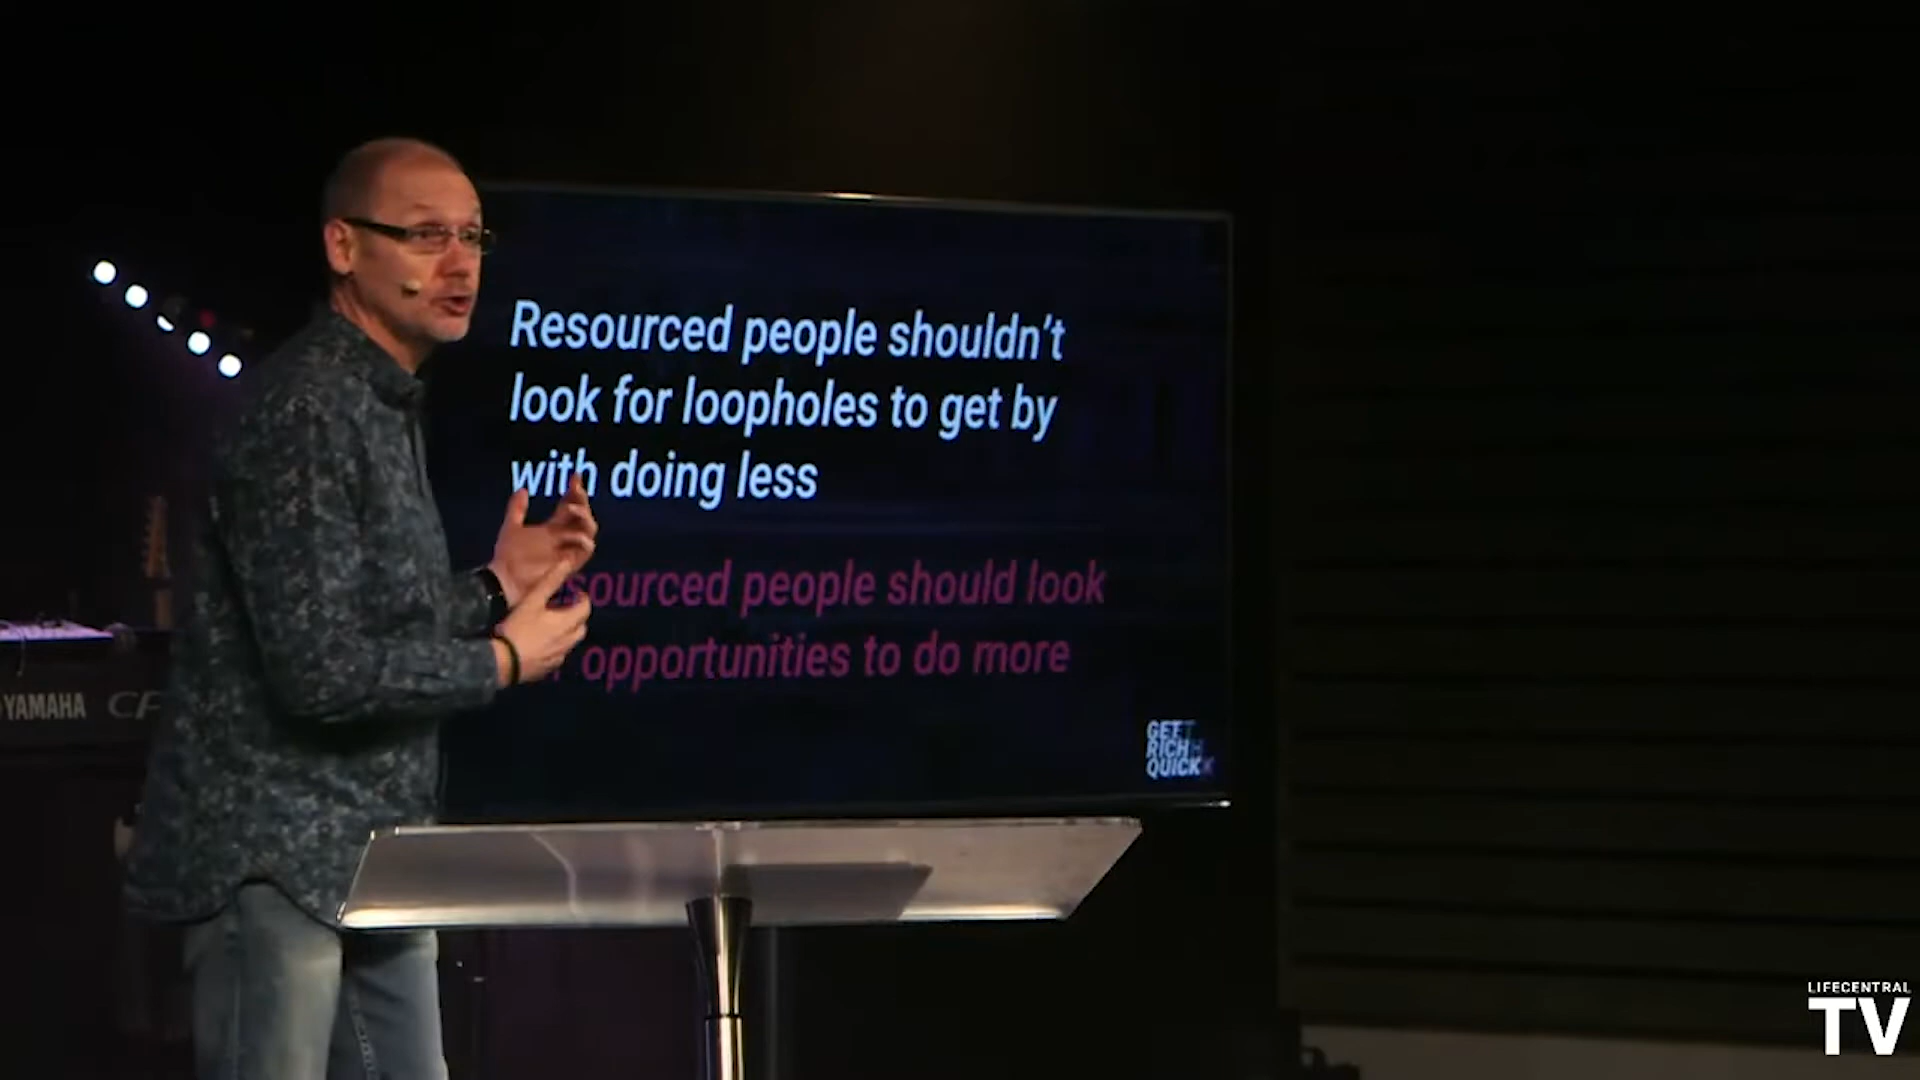 Resourced people shouldn't
look for loopholes to get by
with doing less
sourced people should look
opportunities to do more
GET
RICH
QUICK
YAMAHA
LIFECENTRAL
TV